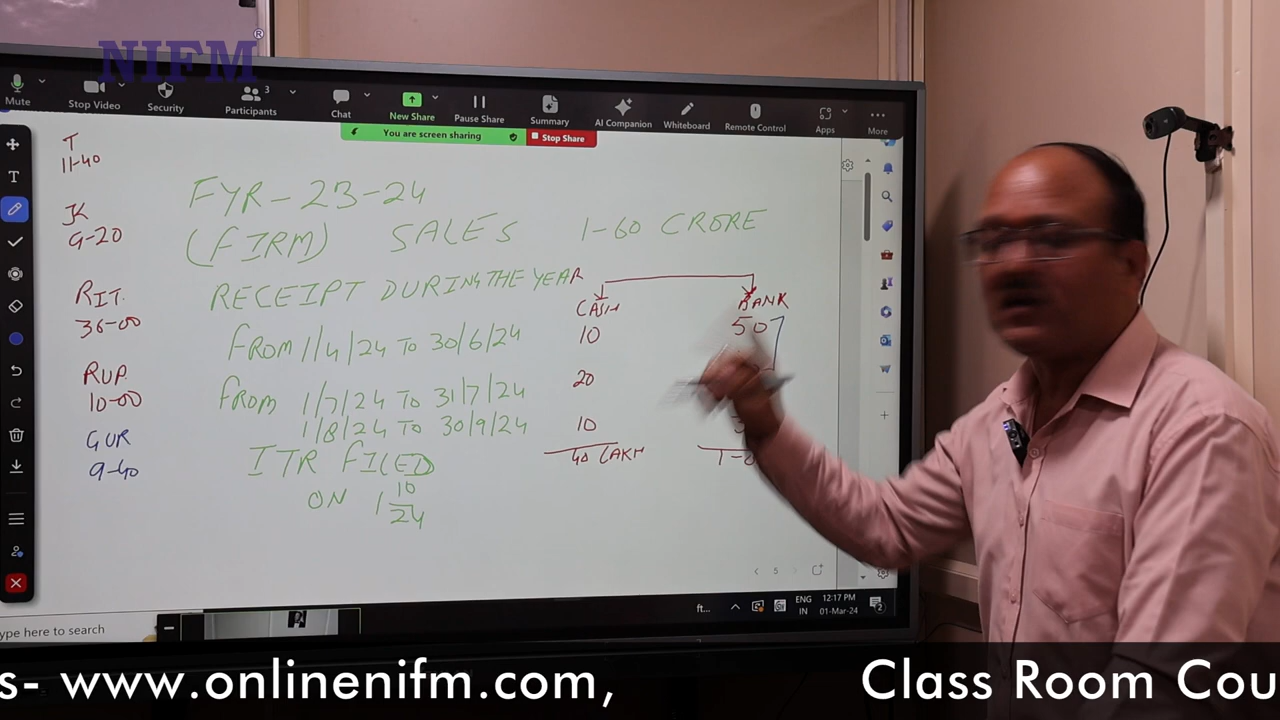 NIFM®
Mute
Stop Video
Security
Participants
3
Chat
New Share
Pause Share
Summary
AI Companion
Whiteboard
Remote Control
Apps
More
You are screen sharing
Stop Share
T
11-40
JK
9-20
RIT.
36-00
RUP.
10-00
GUR
9-40
FYR-23-24
(FIRM) SALES 1-60 CRORE
RECEIPT DURING THE YEAR
CASH BANK
FROM 1/4/24 TO 30/6/24 10 50
FROM 1/7/24 TO 31/7/24 20
1/8/24 TO 30/9/24 10
40 LAKH
ITR FILED
ON 1 10/24
5
ype here to search
ft...
ENG
IN
12:17 PM
01-Mar-24
2
s- www.onlinenifm.com, Class Room Cou